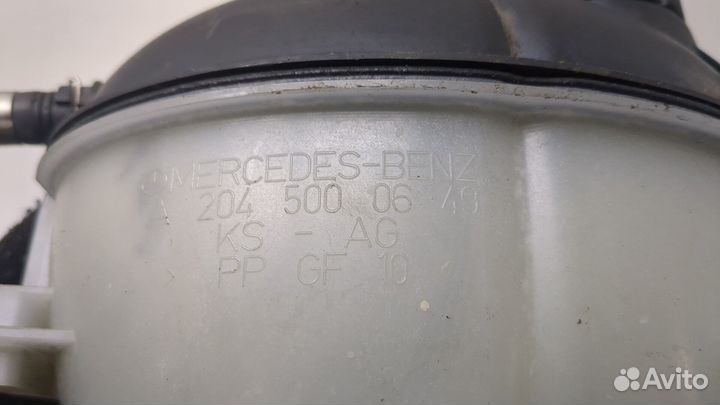 MERCEDES-BENZ
A 204 500 06 49
KS - AG
> PP GF 10 <
Avito